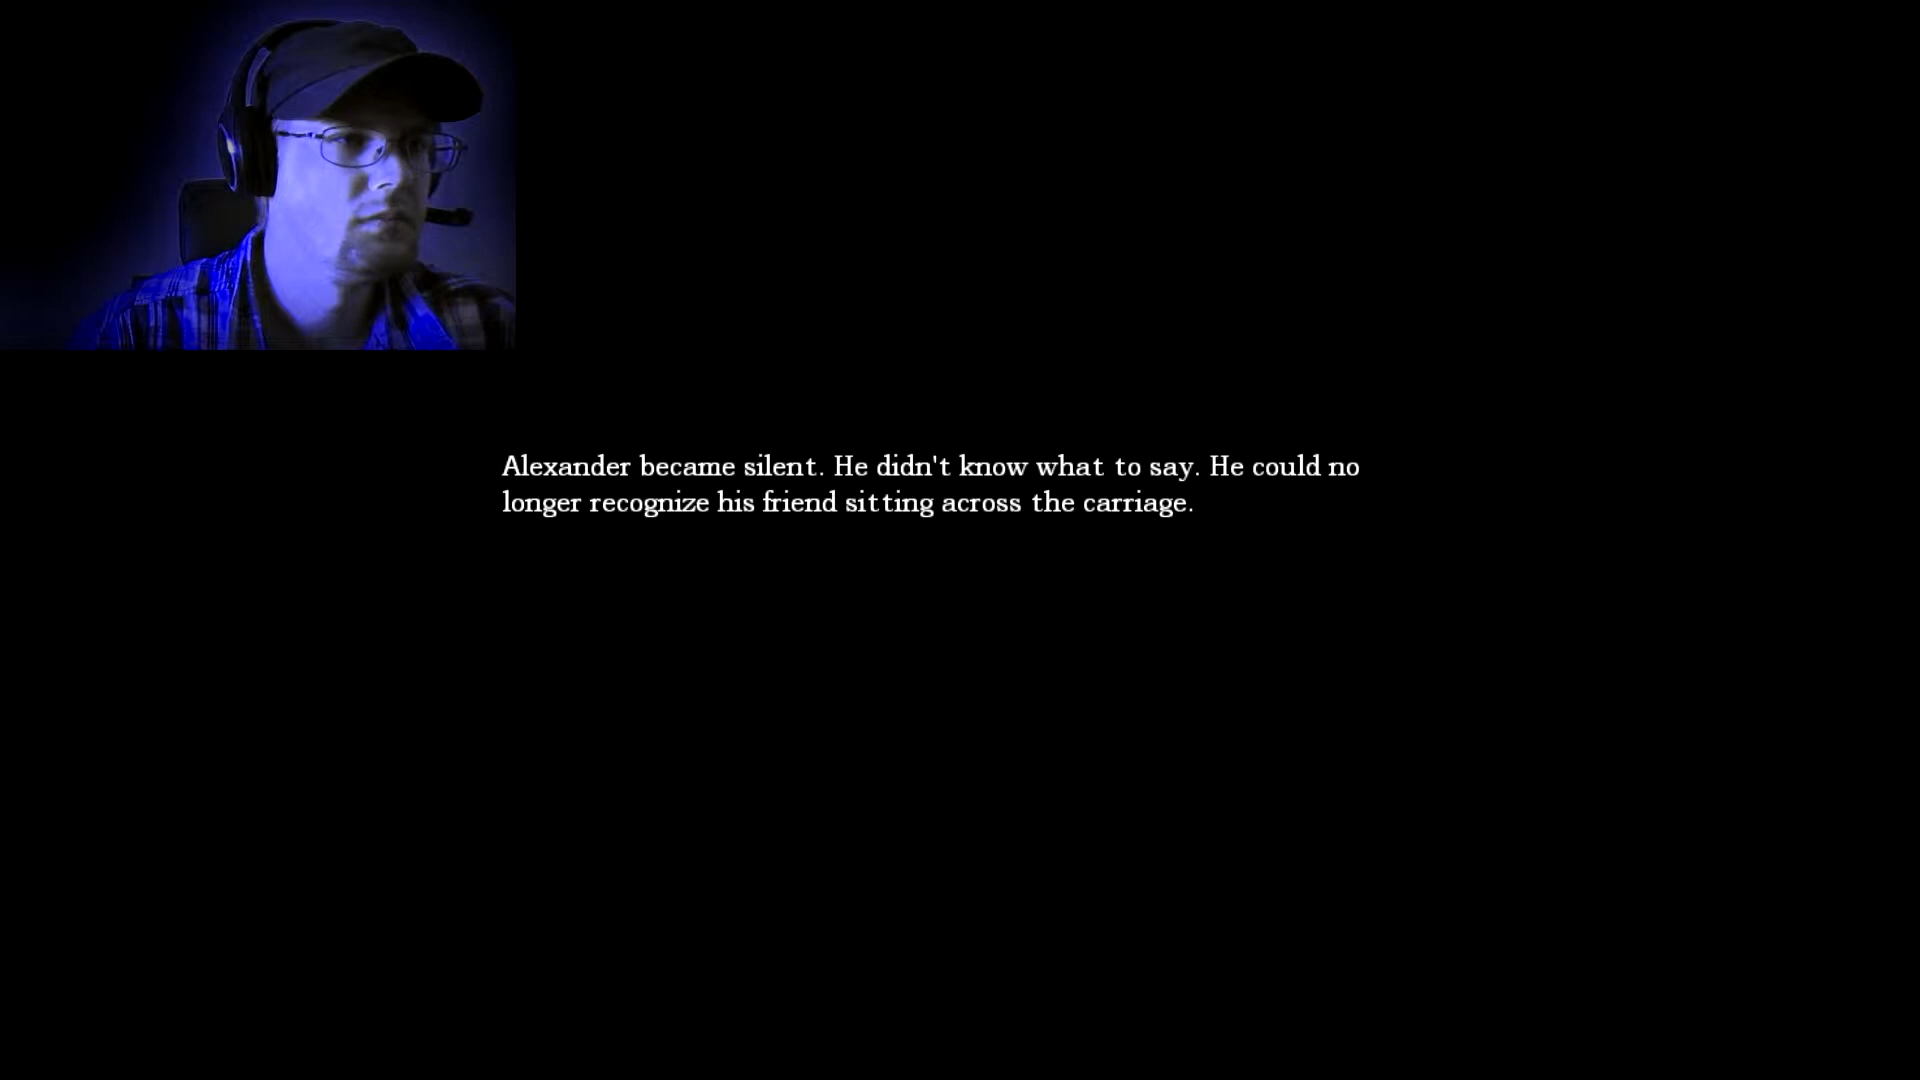 Alexander became silent. He didn't know what to say. He could no
longer recognize his friend sitting across the carriage.